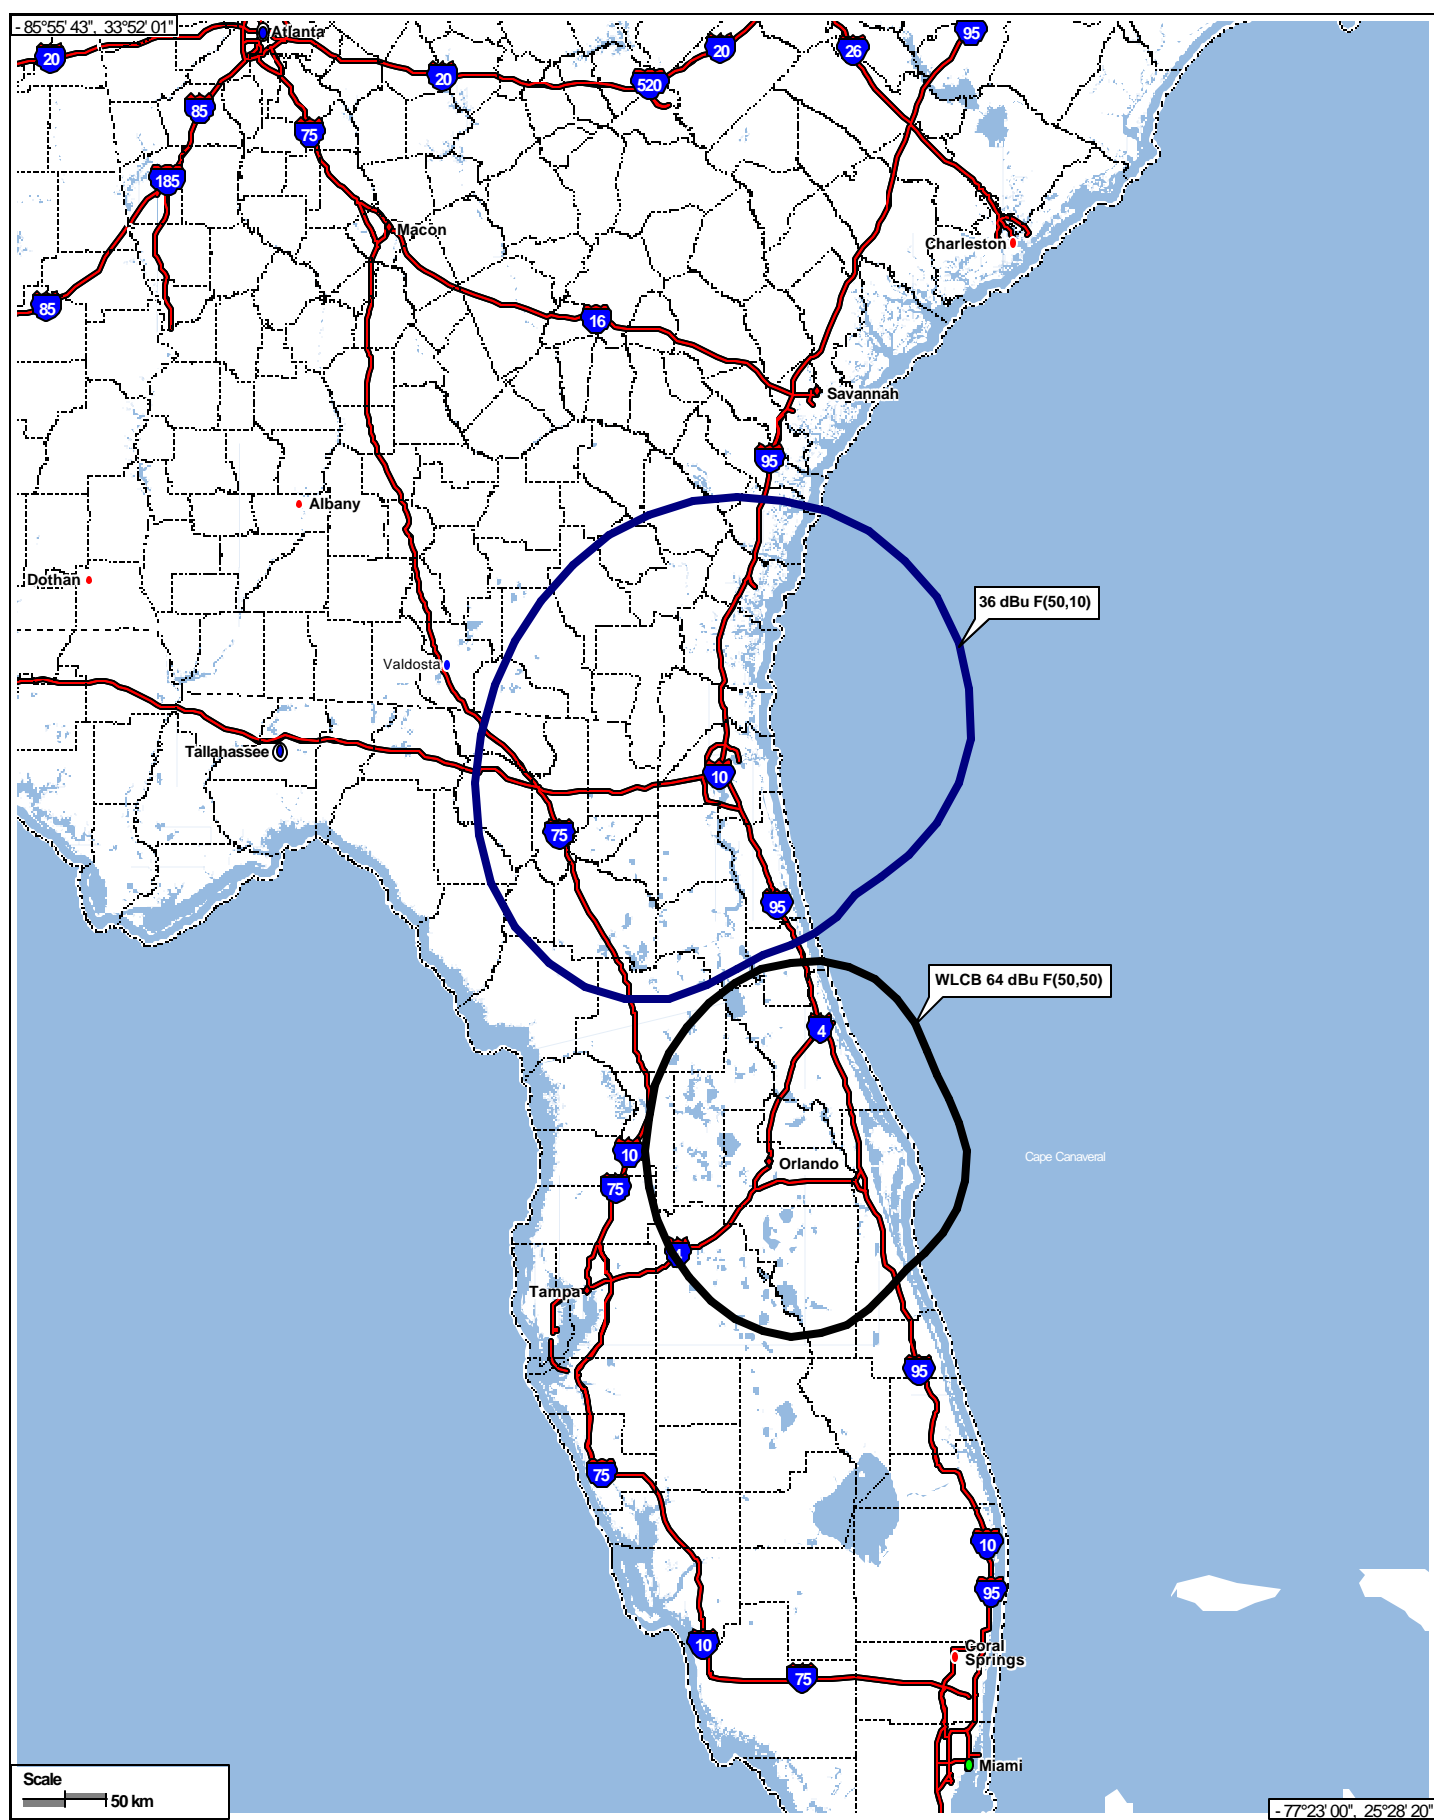 - 85°55' 43", 33°52' 01"
Atlanta
95
20
26
20
20
520
85
75
185
Macon
Charleston
85
16
Savannah
95
Albany
Dothan
36 dBu F(50,10)
Valdosta
Tallahassee
10
75
95
WLCB 64 dBu F(50,50)
4
10
Cape Canaveral
Orlando
75
4
Tampa
95
75
10
95
10
Coral
Springs
75
Miami
Scale
50 km
- 77°23' 00", 25°28' 20"